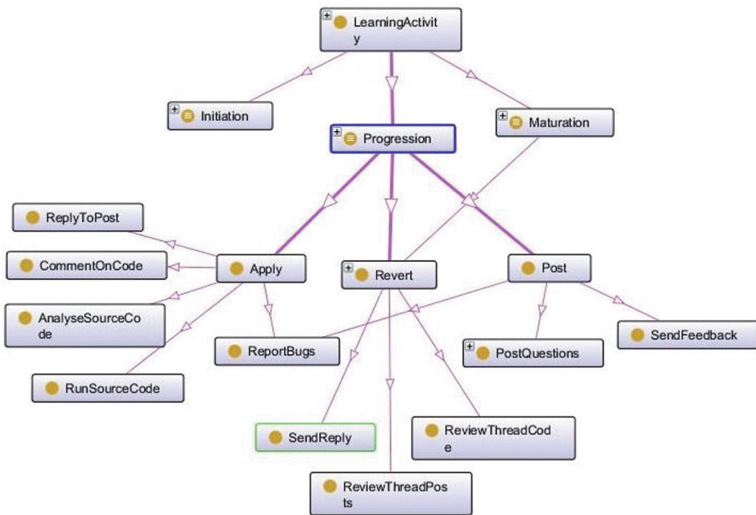 LearningActivit
y
Initiation
Maturation
Progression
ReplyToPost
CommentOnCode
Apply
Revert
Post
AnalyseSourceCo
de
ReportBugs
PostQuestions
SendFeedback
RunSourceCode
SendReply
ReviewThreadCod
e
ReviewThreadPos
ts